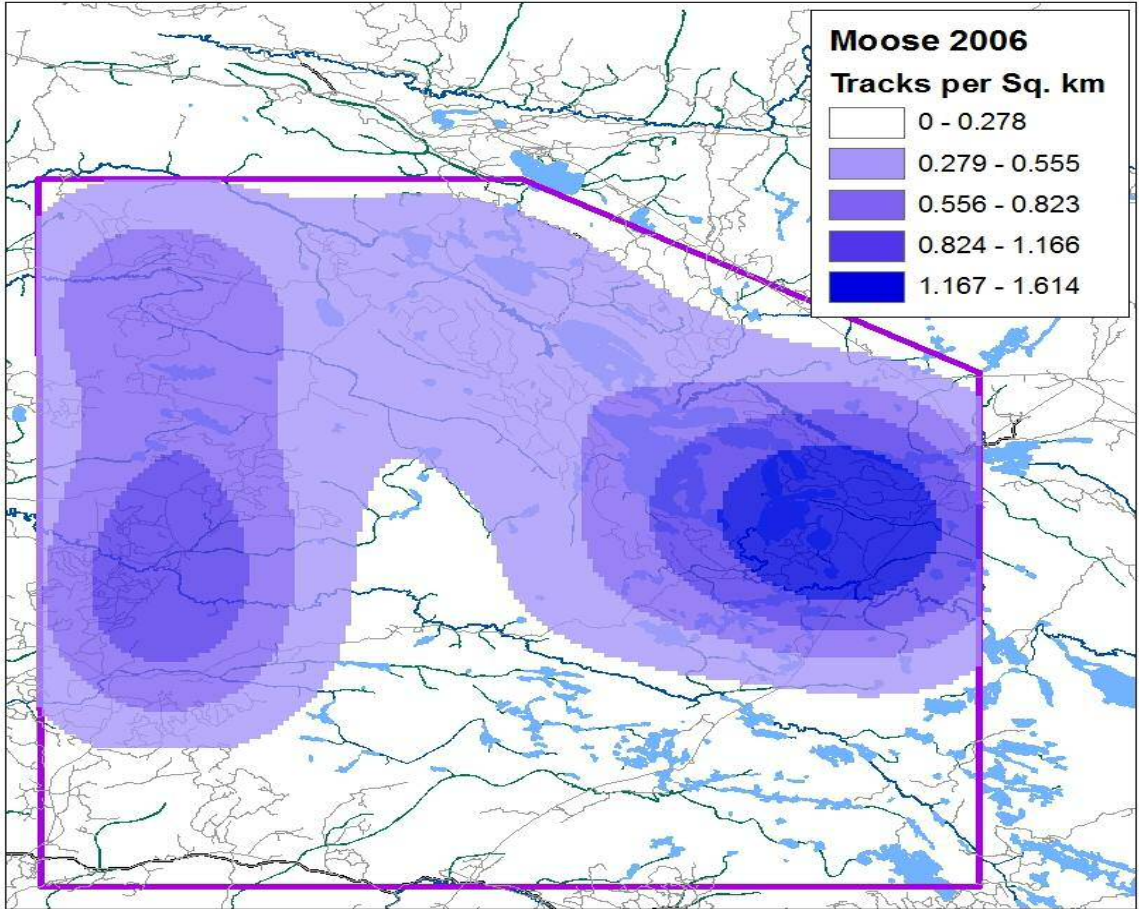 Moose 2006
Tracks per Sq. km
0 - 0.278
0.279 - 0.555
0.556 - 0.823
0.824 - 1.166
1.167 - 1.614